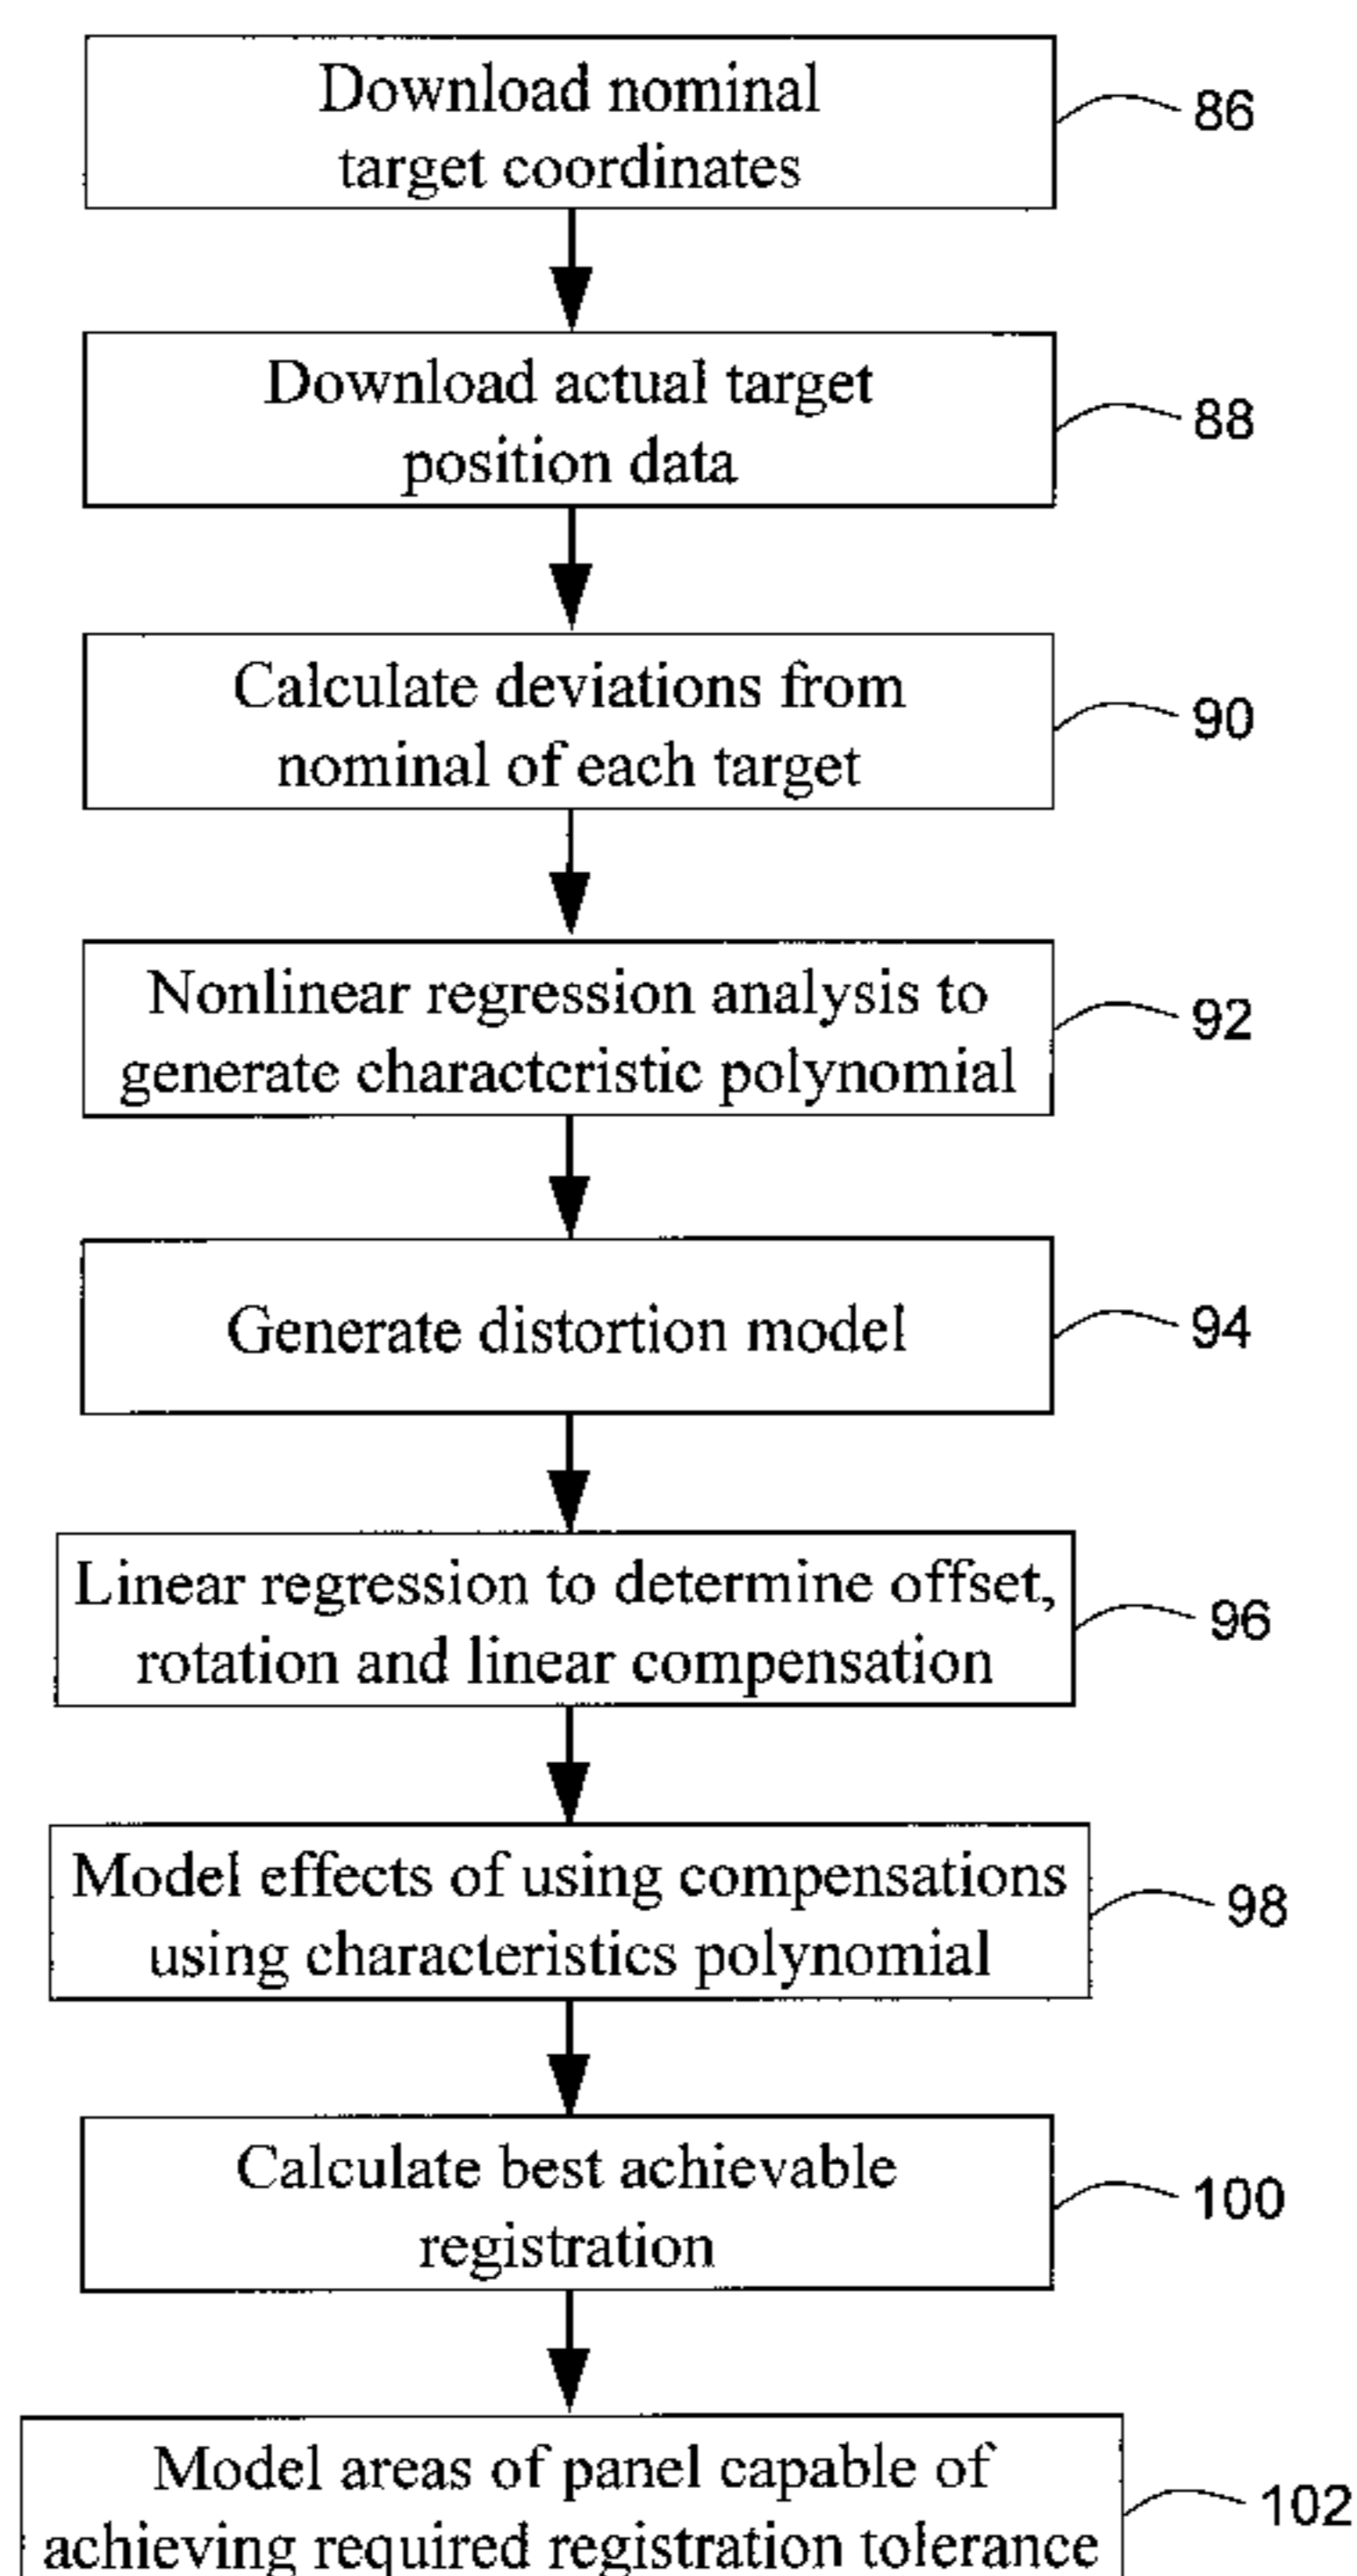 Download nominal
target coordinates
86
Download actual target
position data
88
Calculate deviations from
nominal of each target
90
Nonlinear regression analysis to
generate characteristic polynomial
92
Generate distortion model
94
Linear regression to determine offset,
rotation and linear compensation
96
Model effects of using compensations
using characteristics polynomial
98
Calculate best achievable
registration
100
Model areas of panel capable of
achieving required registration tolerance
102